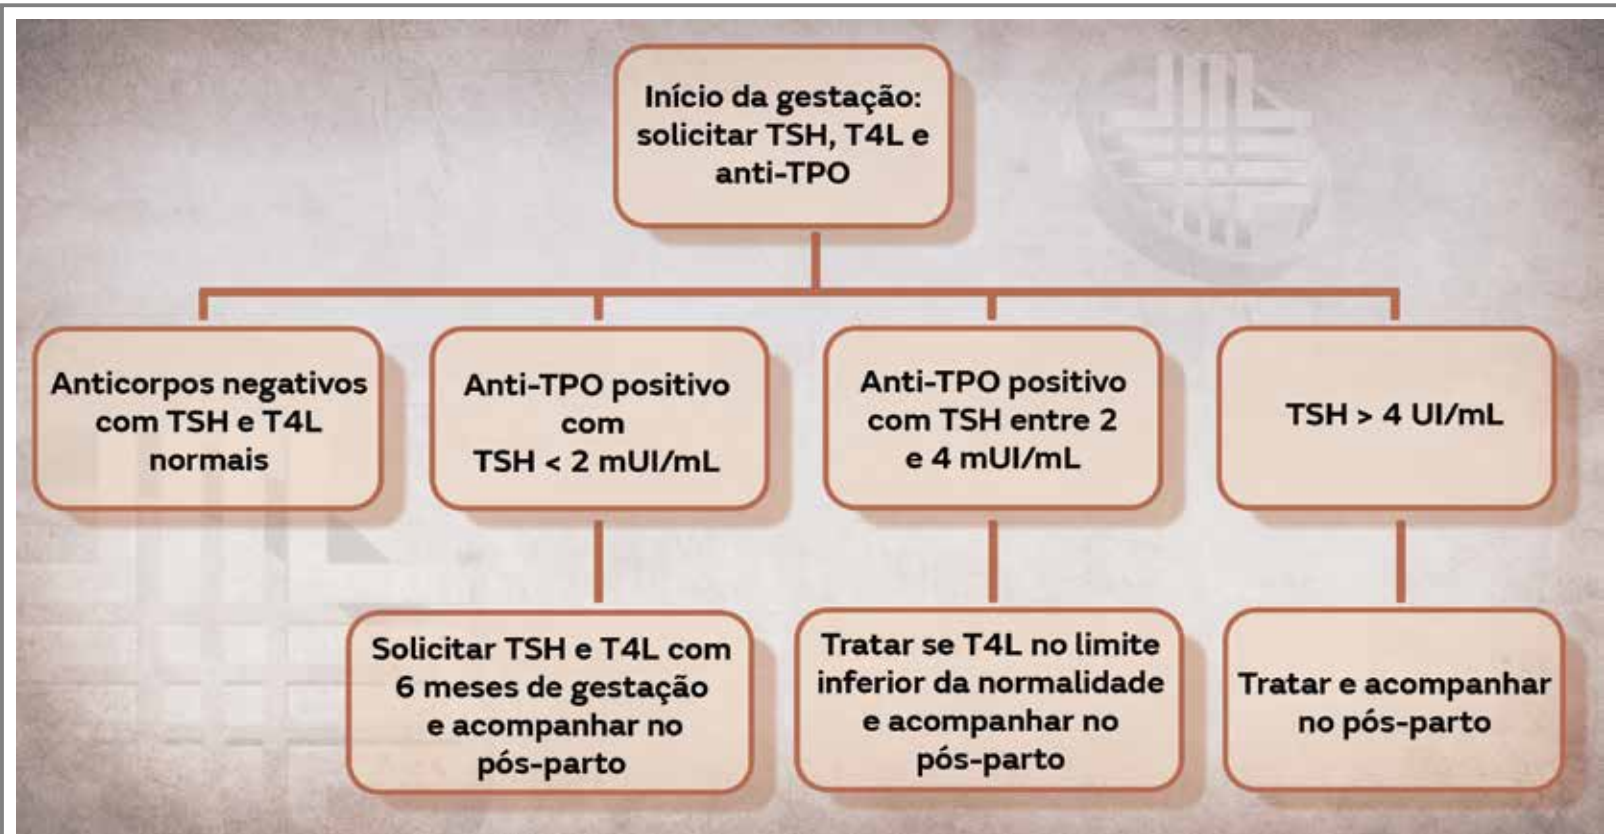 Início da gestação:
solicitar TSH, T4L e
anti-TPO
Anticorpos negativos
com TSH e T4L
normais
Anti-TPO positivo
com
TSH < 2 mUI/mL
Anti-TPO positivo
com TSH entre 2
e 4 mUI/mL
TSH > 4 UI/mL
Solicitar TSH e T4L com
6 meses de gestação
e acompanhar no
pós-parto
Tratar se T4L no limite
inferior da normalidade
e acompanhar no
pós-parto
Tratar e acompanhar
no pós-parto